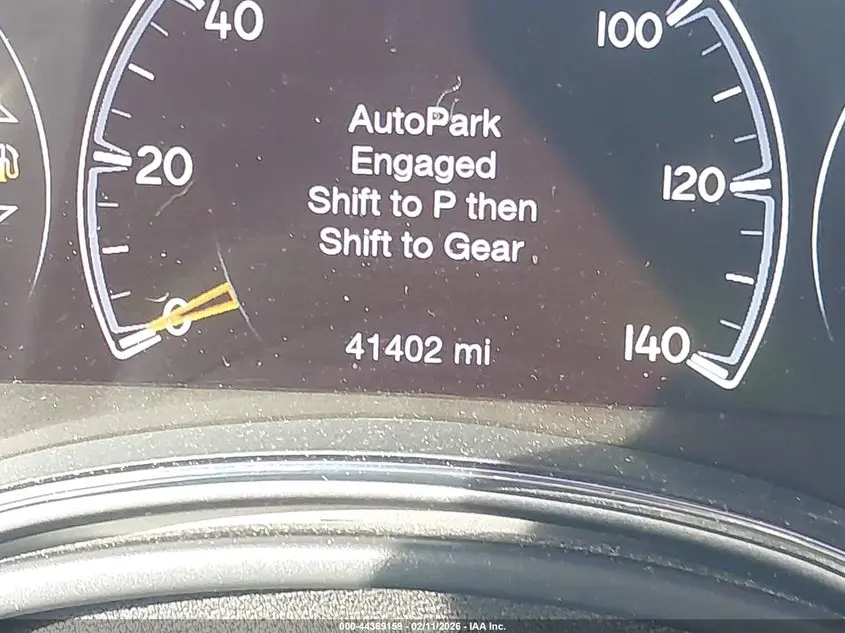 40
100
AutoPark
Engaged
20
120
Shift to P then
Shift to Gear
0
41402 mi
140
000-44369159 - 02/11/2026 - IAA Inc.